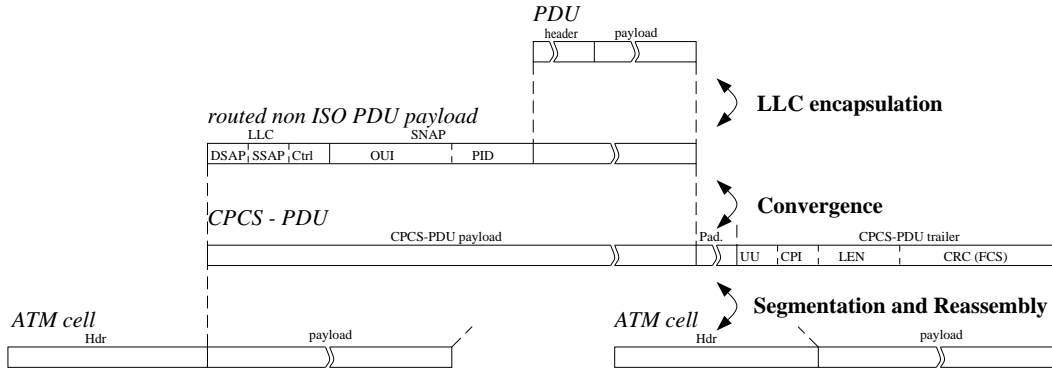 PDU
header payload
LLC encapsulation
routed non ISO PDU payload
LLC SNAP
DSAP SSAP Ctrl OUI PID
Convergence
CPCS - PDU
CPCS-PDU payload Pad. CPCS-PDU trailer
UU CPI LEN CRC (FCS)
Segmentation and Reassembly
ATM cell ATM cell
Hdr payload Hdr payload